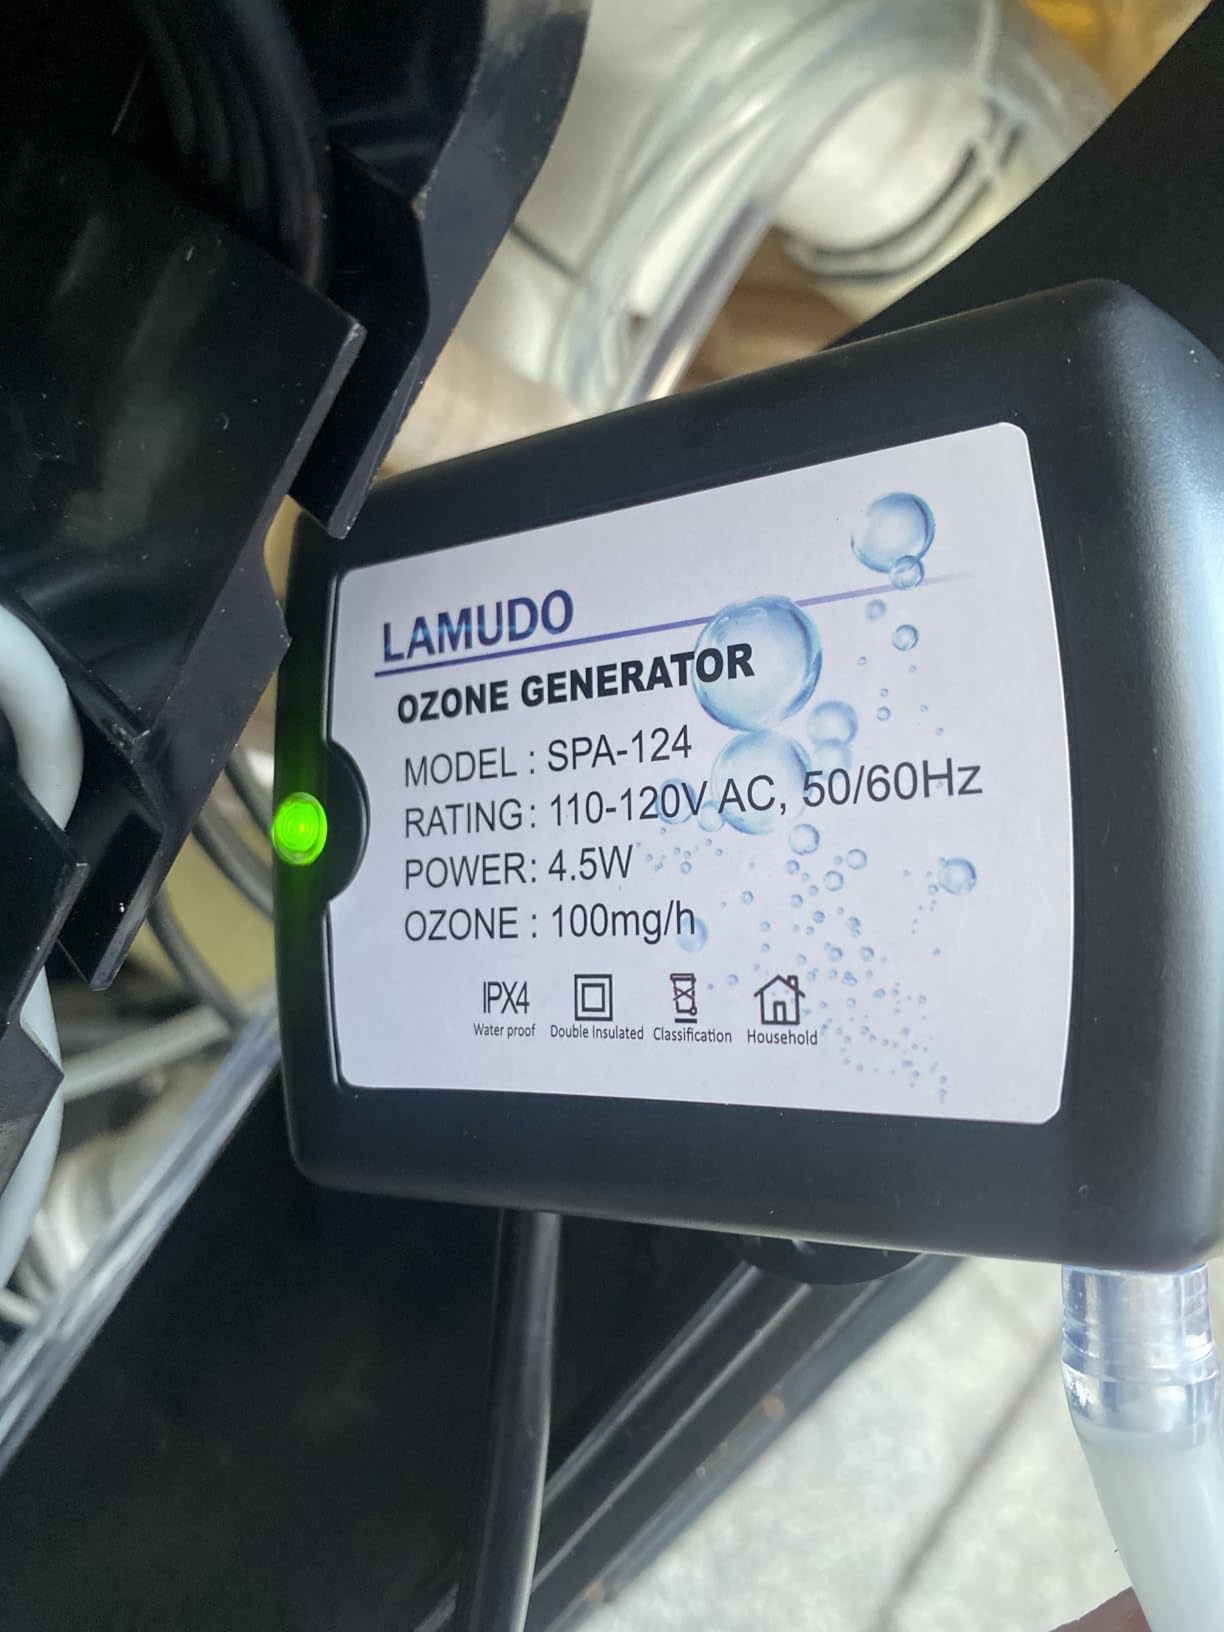 LAMUDO
OZONE GENERATOR
MODEL : SPA-124
RATING : 110-120V AC, 50/60Hz
POWER: 4.5W
OZONE : 100mg/h
IPX4
Water proof Double Insulated Classification Household